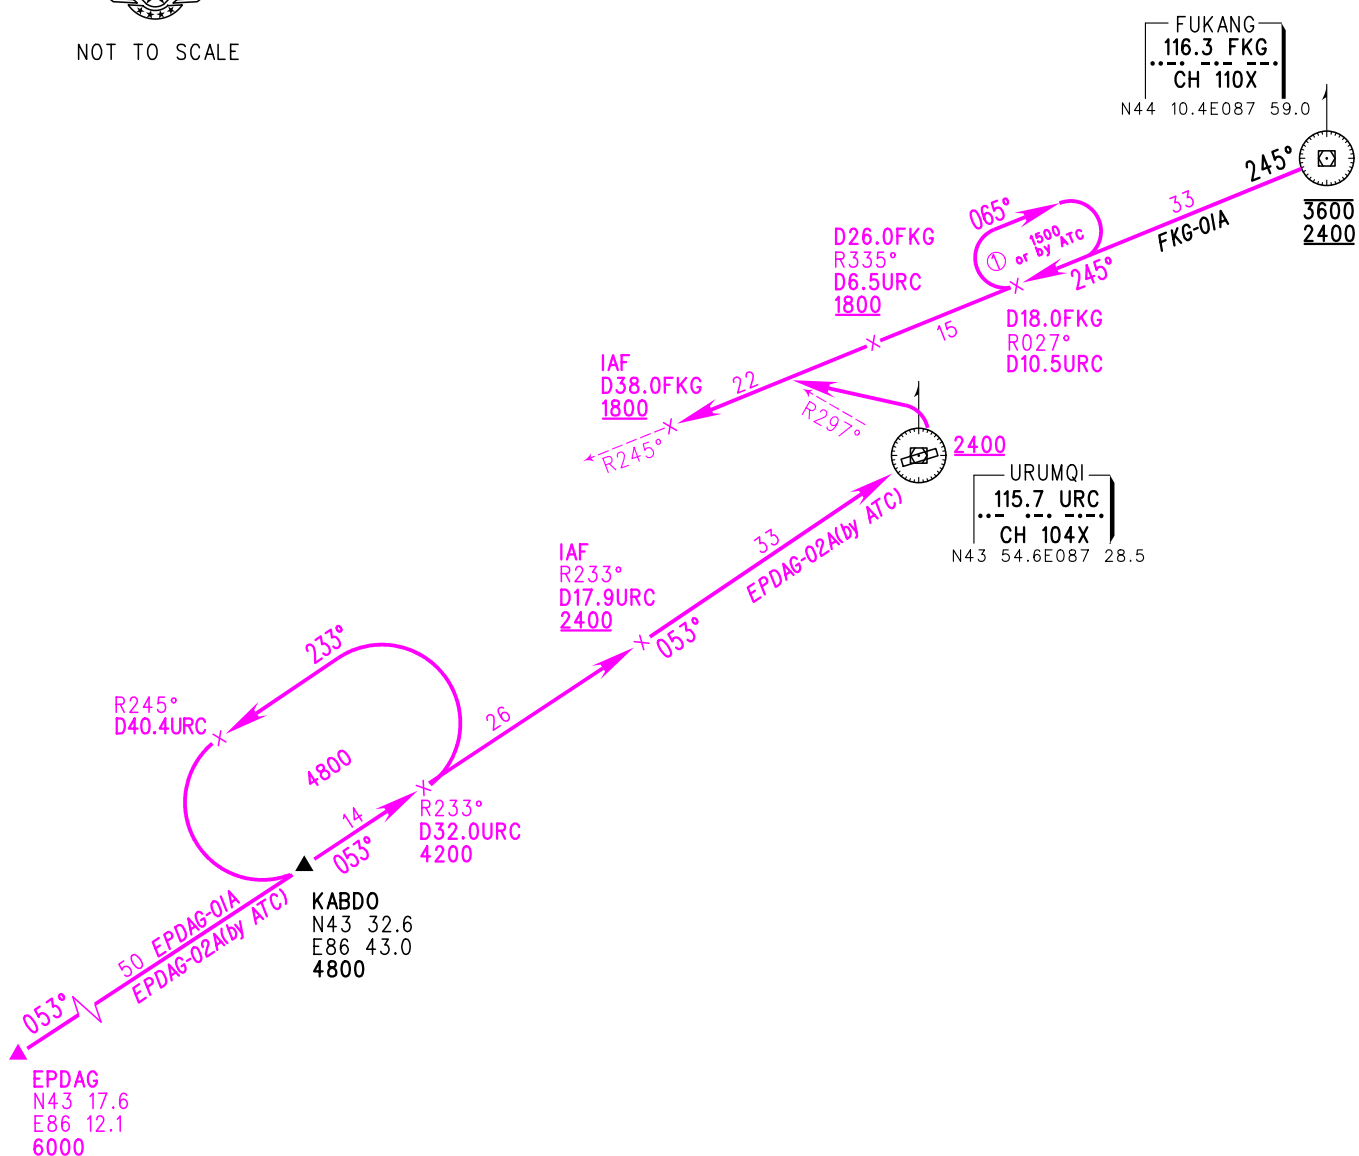 NOT TO SCALE
FUKANG
116.3 FKG
CH 110X
N44 10.4E087 59.0
245°
3600
2400
33
FKG-01A
065°
1500
1 or by ATC
245°
D26.0FKG
R335°
D6.5URC
1800
15
D18.0FKG
R027°
D10.5URC
IAF
D38.0FKG
1800
22
R297°
R245°
2400
URUMQI
115.7 URC
CH 104X
N43 54.6E087 28.5
33
EPDAG-02A(by ATC)
IAF
R233°
D17.9URC
2400
053°
233°
R245°
D40.4URC
26
4800
14
053°
R233°
D32.0URC
4200
KABDO
N43 32.6
E86 43.0
4800
50 EPDAG-01A
EPDAG-02A(by ATC)
053°
EPDAG
N43 17.6
E86 12.1
6000